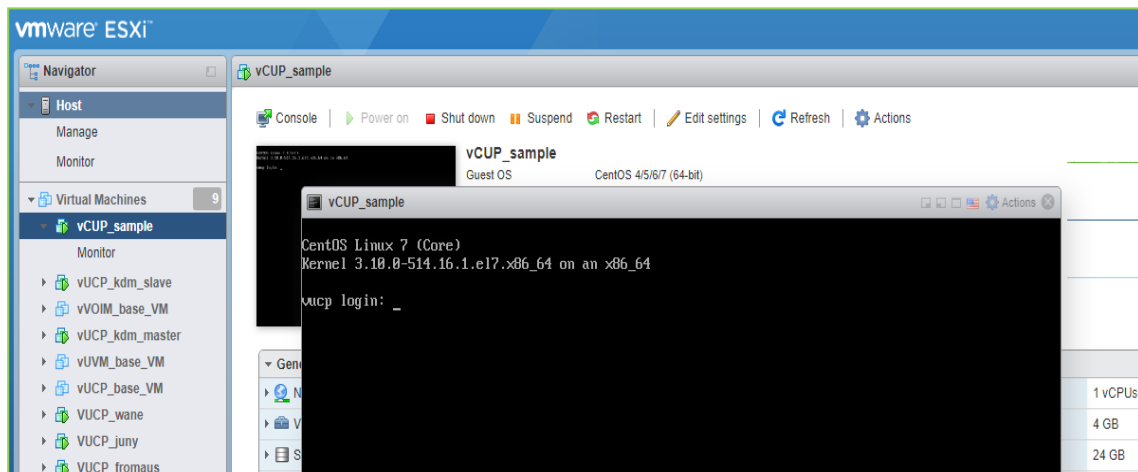 vmware ESXi™
Navigator
vCUP_sample
Host
Manage
Monitor
Virtual Machines 9
vCUP_sample
Monitor
vUCP_kdm_slave
vVOIM_base_VM
vUCP_kdm_master
vUVM_base_VM
vUCP_base_VM
VUCP_wane
VUCP_juny
VUCP_fromaus
Console Power on Shut down Suspend Restart Edit settings Refresh Actions
vCUP_sample
Guest OS CentOS 4/5/6/7 (64-bit)
vCUP_sample Actions
CentOS Linux 7 (Core)
Kernel 3.10.0-514.16.1.el7.x86_64 on an x86_64
vucp login: _
Gen
N 1 vCPUs
V 4 GB
S 24 GB